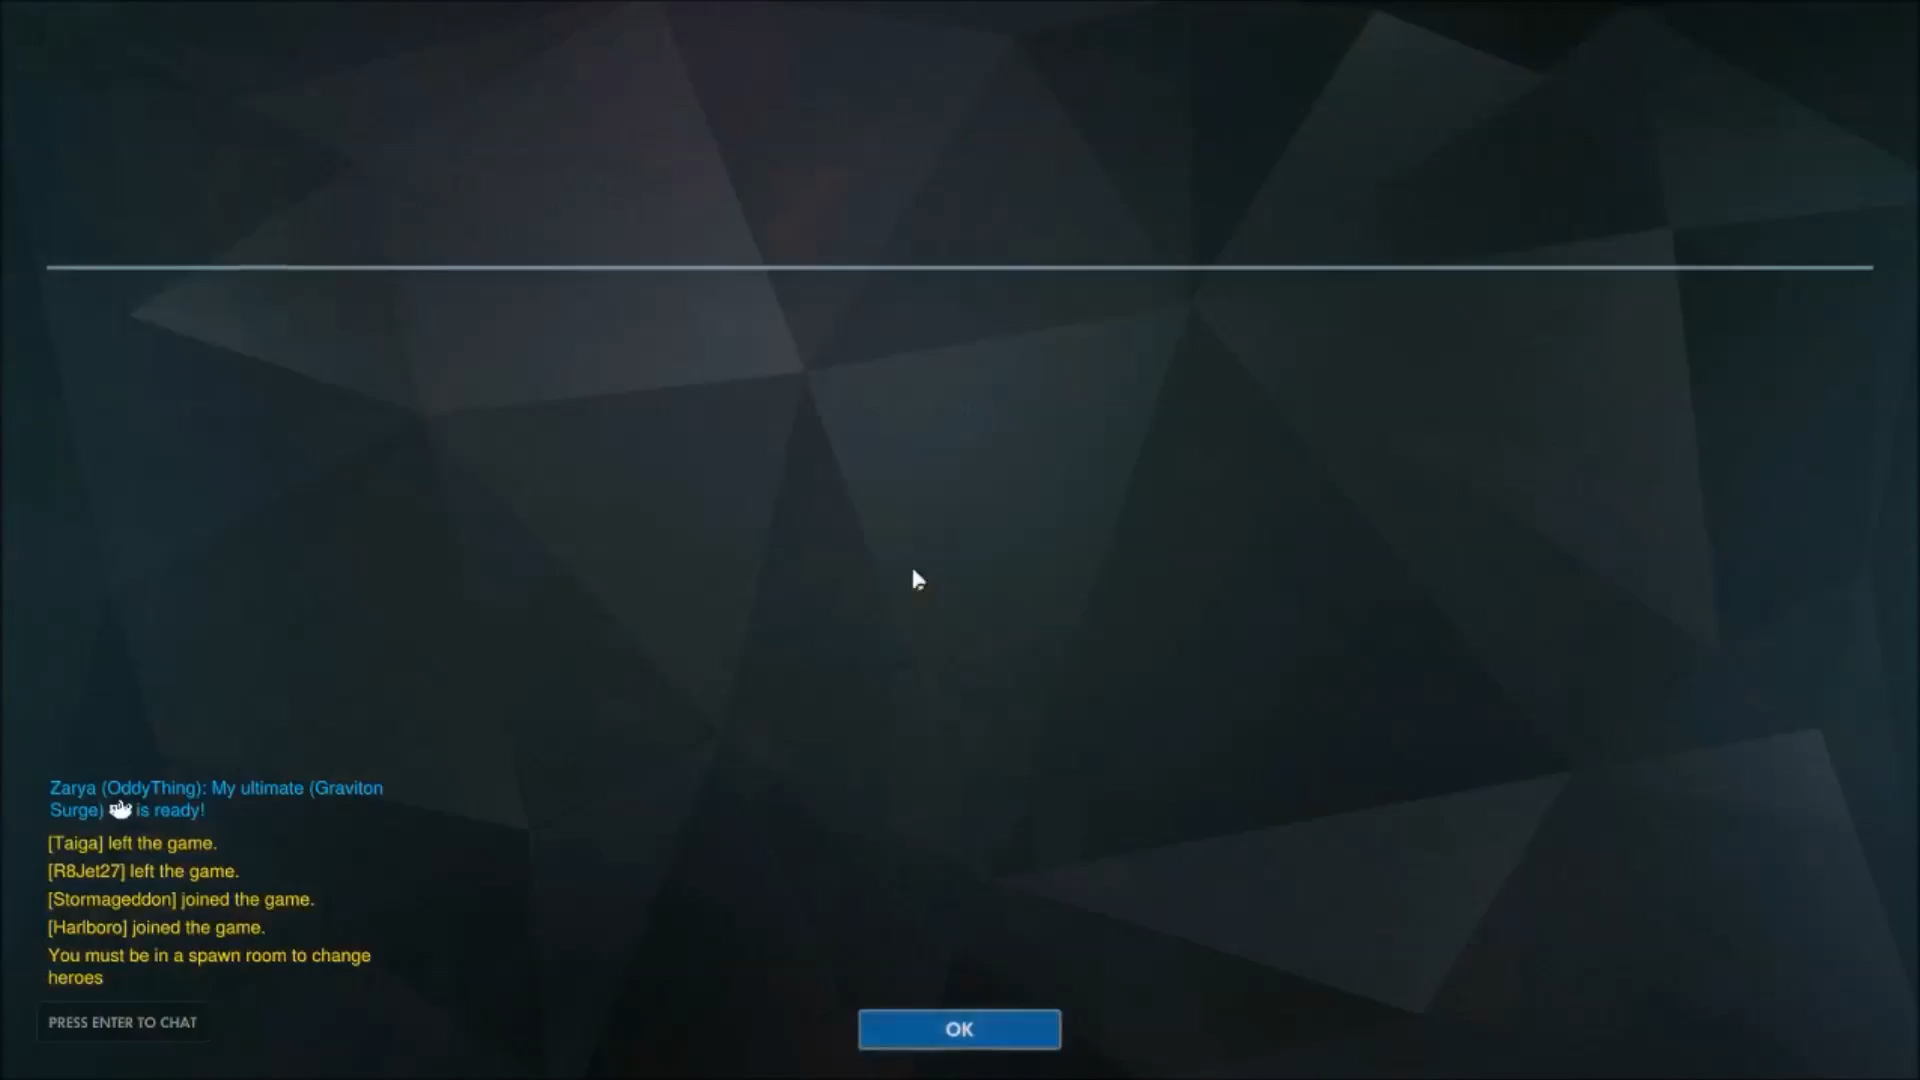 Zarya (OddyThing): My ultimate (Graviton
Surge) is ready!
[Taiga] left the game.
[R8Jet27] left the game.
[Stormageddon] joined the game.
[Harlboro] joined the game.
You must be in a spawn room to change
heroes
PRESS ENTER TO CHAT
OK